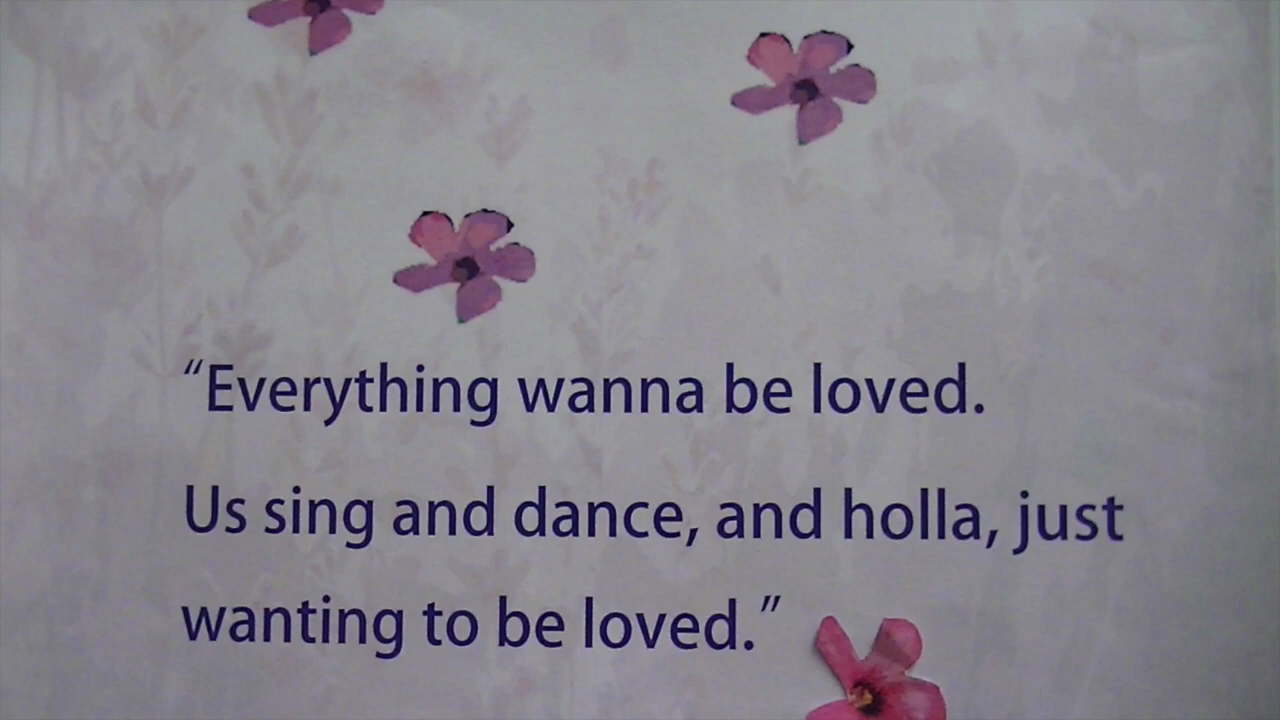 “Everything wanna be loved.
Us sing and dance, and holla, just
wanting to be loved.”